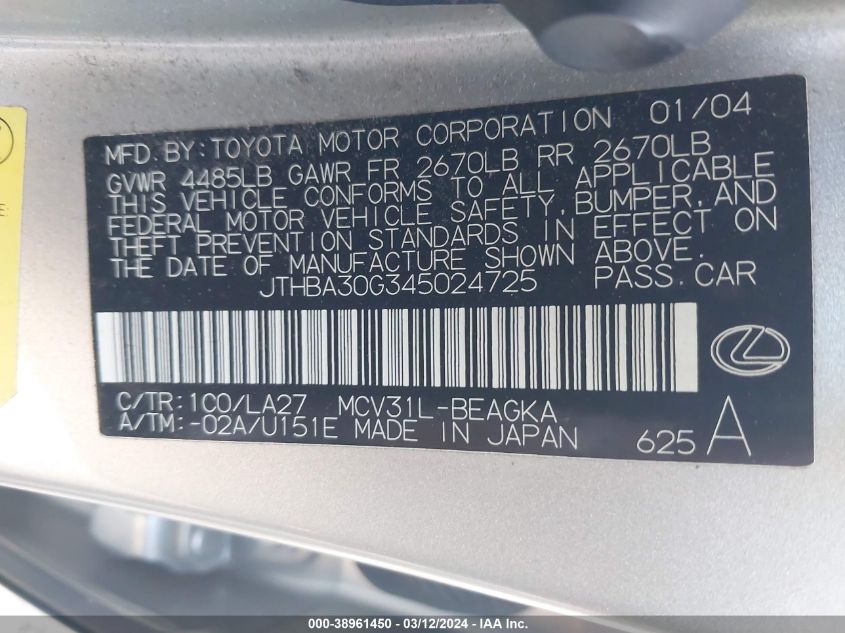 MFD.BY:TOYOTA MOTOR CORPORATION 01/04
GVWR 4485LB GAWR FR 2670LB RR 2670LB
THIS VEHICLE CONFORMS TO ALL APPLICABLE
FEDERAL MOTOR VEHICLE SAFETY,BUMPER,AND
THEFT PREVENTION STANDARDS IN EFFECT ON
THE DATE OF MANUFACTURE SHOWN ABOVE.
JTHBA30G345024725 PASS.CAR
C/TR:1C0/LA27 MCV31L-BEAGKA
A/TM:-02A/U151E MADE IN JAPAN 625 A
000-38961450 - 03/12/2024 - IAA Inc.